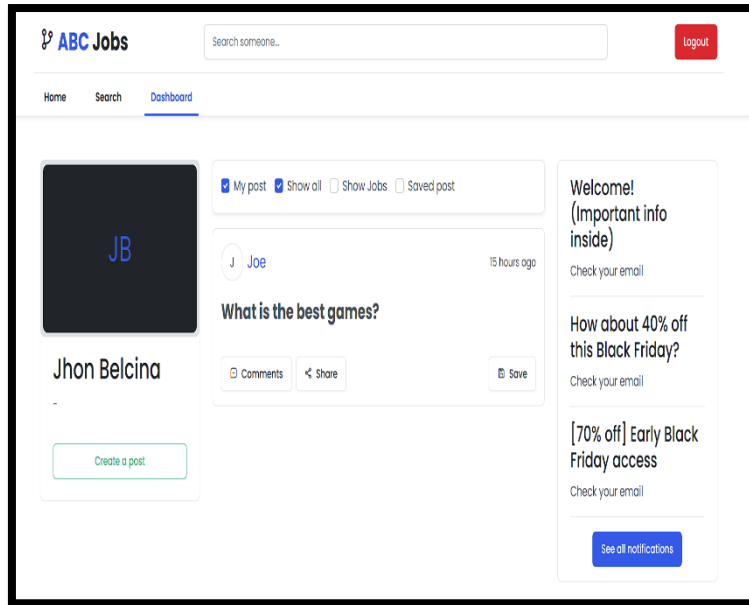 ABC Jobs
Search someone...
Logout
Home Search Dashboard
JB
Jhon Belcina
-
Create a post
My post Show all Show Jobs Saved post
J Joe 15 hours ago
What is the best games?
Comments Share Save
Welcome!
(Important info
inside)
Check your email
How about 40% off
this Black Friday?
Check your email
[70% off] Early Black
Friday access
Check your email
See all notifications